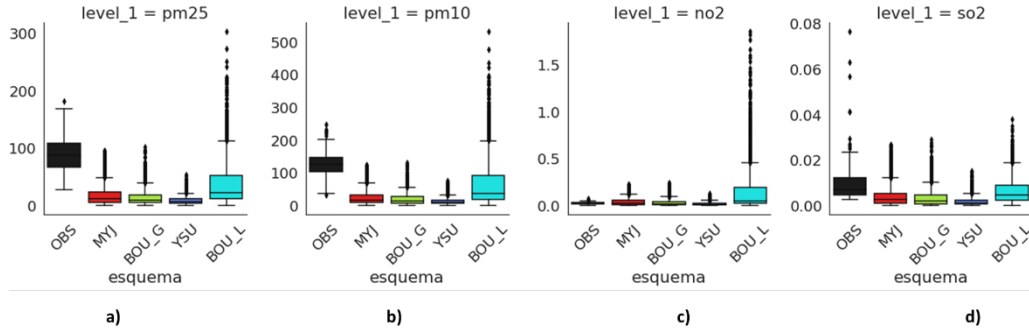 level_1 = pm25
300
200
100
0
OBS
MYJ
BOU_G
YSU
BOU_L
esquema
a)
level_1 = pm10
500
400
300
200
100
0
OBS
MYJ
BOU_G
YSU
BOU_L
esquema
b)
level_1 = no2
1.5
1.0
0.5
0.0
OBS
MYJ
BOU_G
YSU
BOU_L
esquema
c)
level_1 = so2
0.08
0.06
0.04
0.02
0.00
OBS
MYJ
BOU_G
YSU
BOU_L
esquema
d)